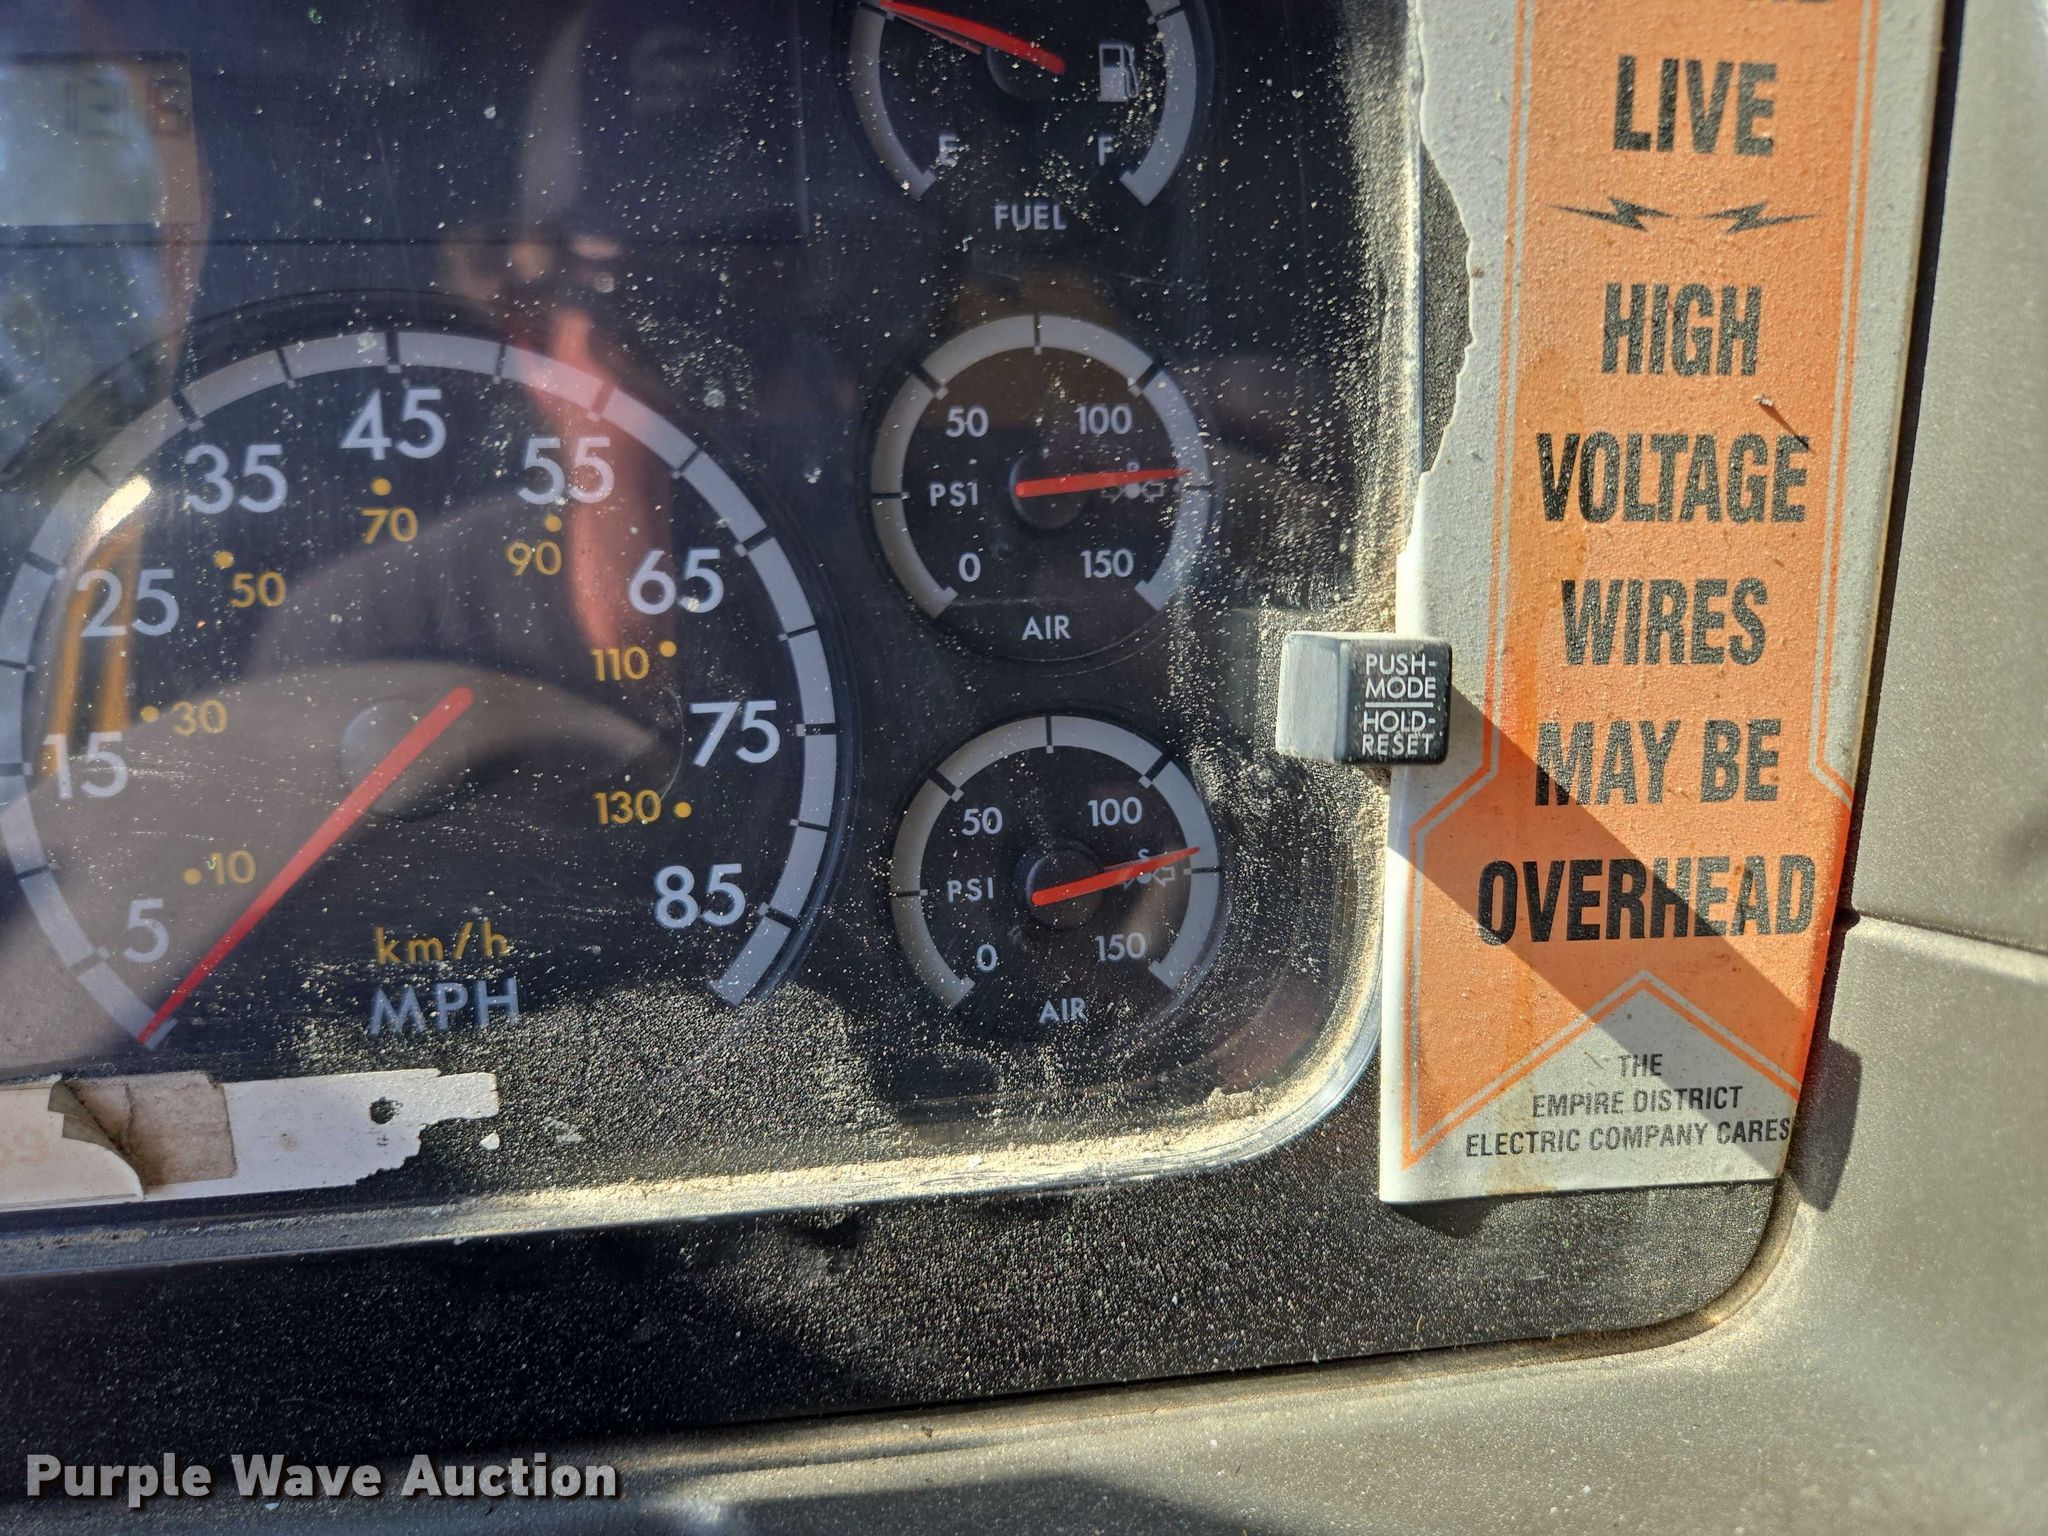 E
F
FUEL
50
100
PSI
P
0
150
AIR
50
100
PSI
S
0
150
AIR
5
15
25
35
45
55
65
75
85
10
30
50
70
90
110
130
km/h
MPH
PUSH-
MODE
HOLD-
RESET
LIVE
HIGH
VOLTAGE
WIRES
MAY BE
OVERHEAD
THE
EMPIRE DISTRICT
ELECTRIC COMPANY CARES
Purple Wave Auction